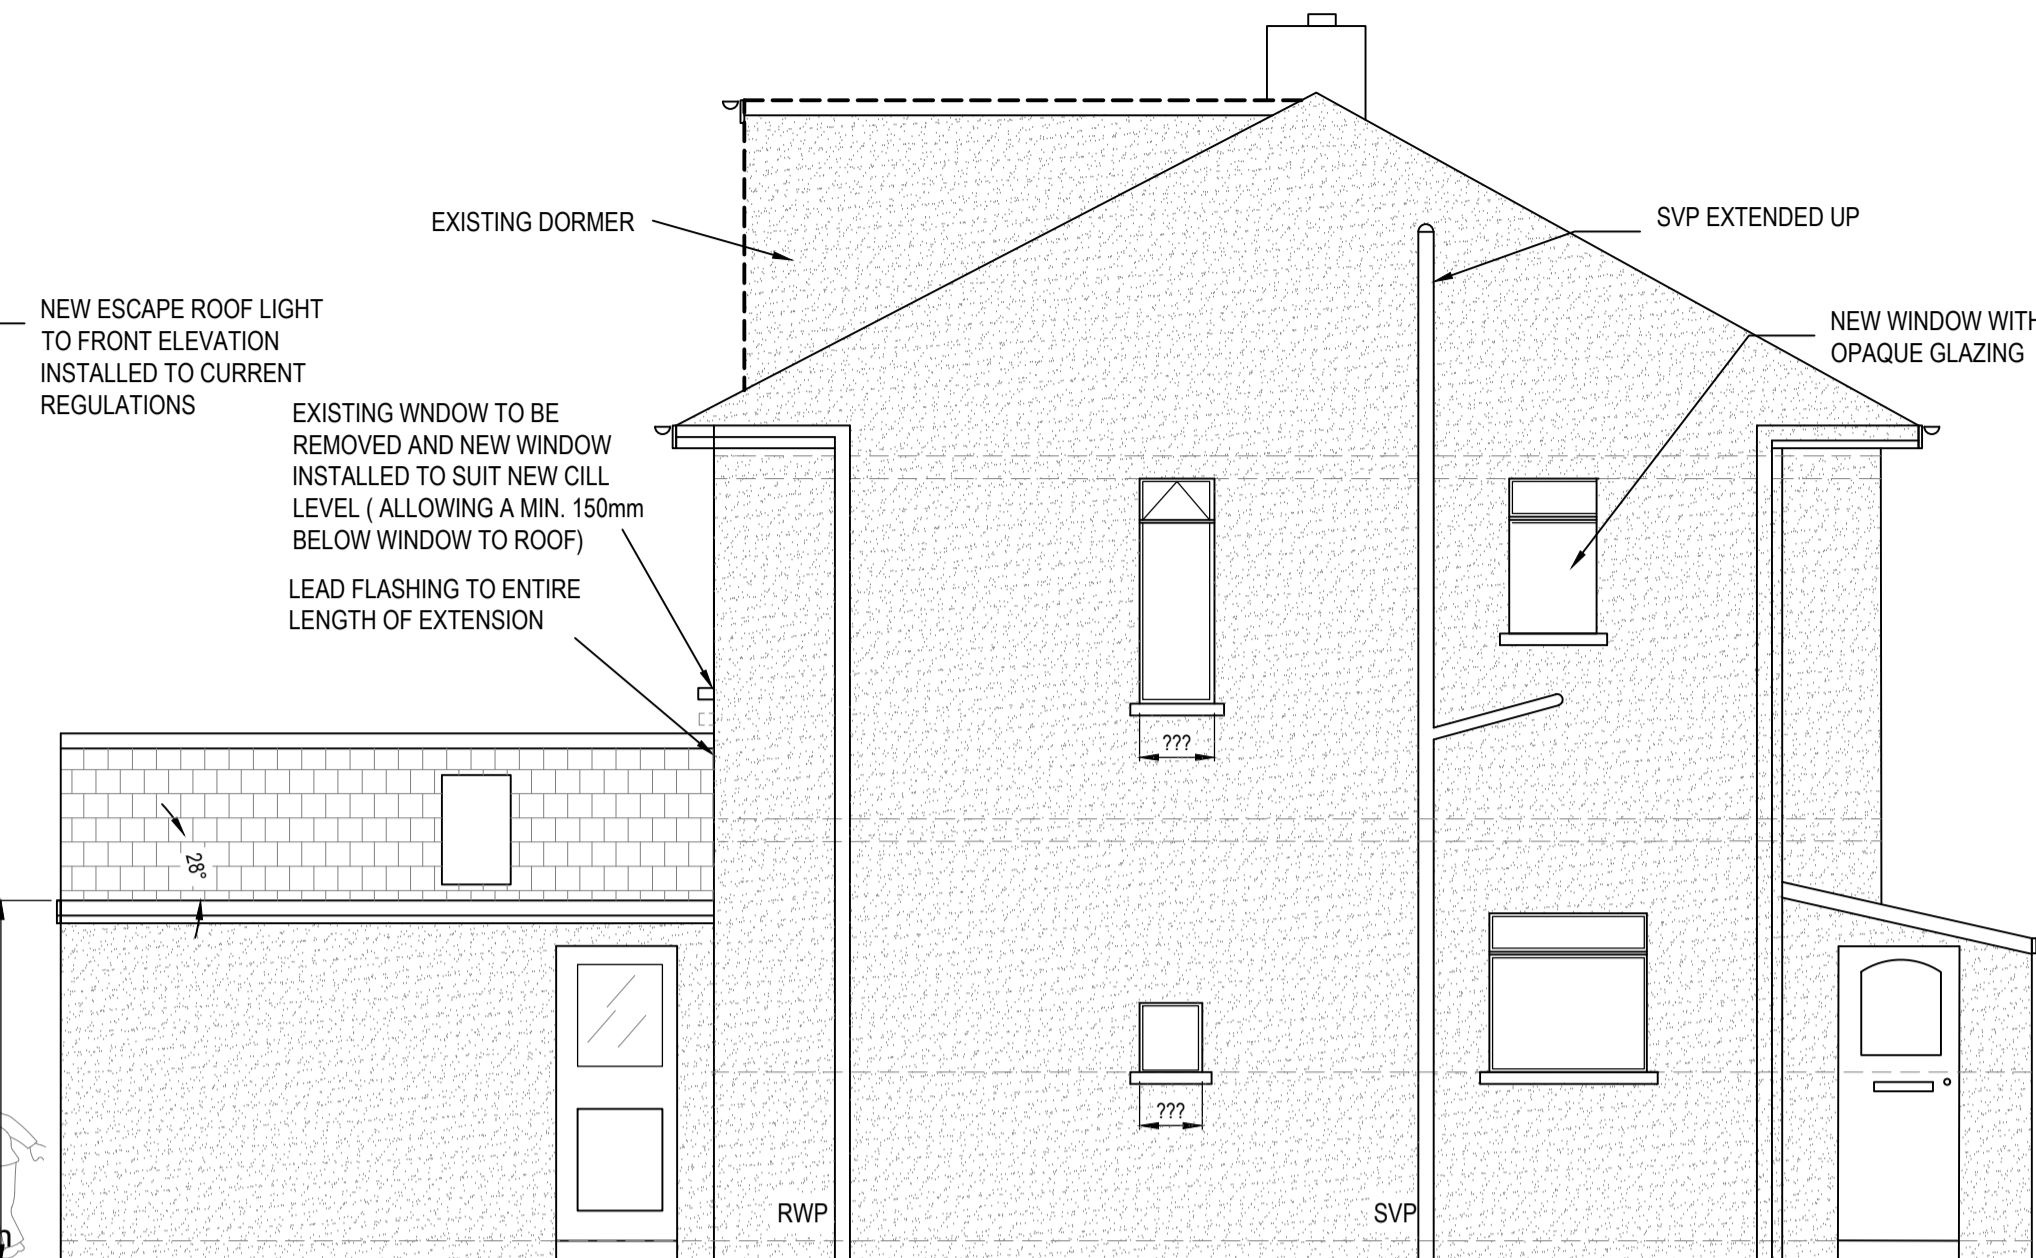 EXISTING DORMER
SVP EXTENDED UP
NEW ESCAPE ROOF LIGHT
TO FRONT ELEVATION
INSTALLED TO CURRENT
REGULATIONS
NEW WINDOW WITH
OPAQUE GLAZING
EXISTING WNDOW TO BE
REMOVED AND NEW WINDOW
INSTALLED TO SUIT NEW CILL
LEVEL ( ALLOWING A MIN. 150mm
BELOW WINDOW TO ROOF)
LEAD FLASHING TO ENTIRE
LENGTH OF EXTENSION
???
28°
???
RWP
SVP